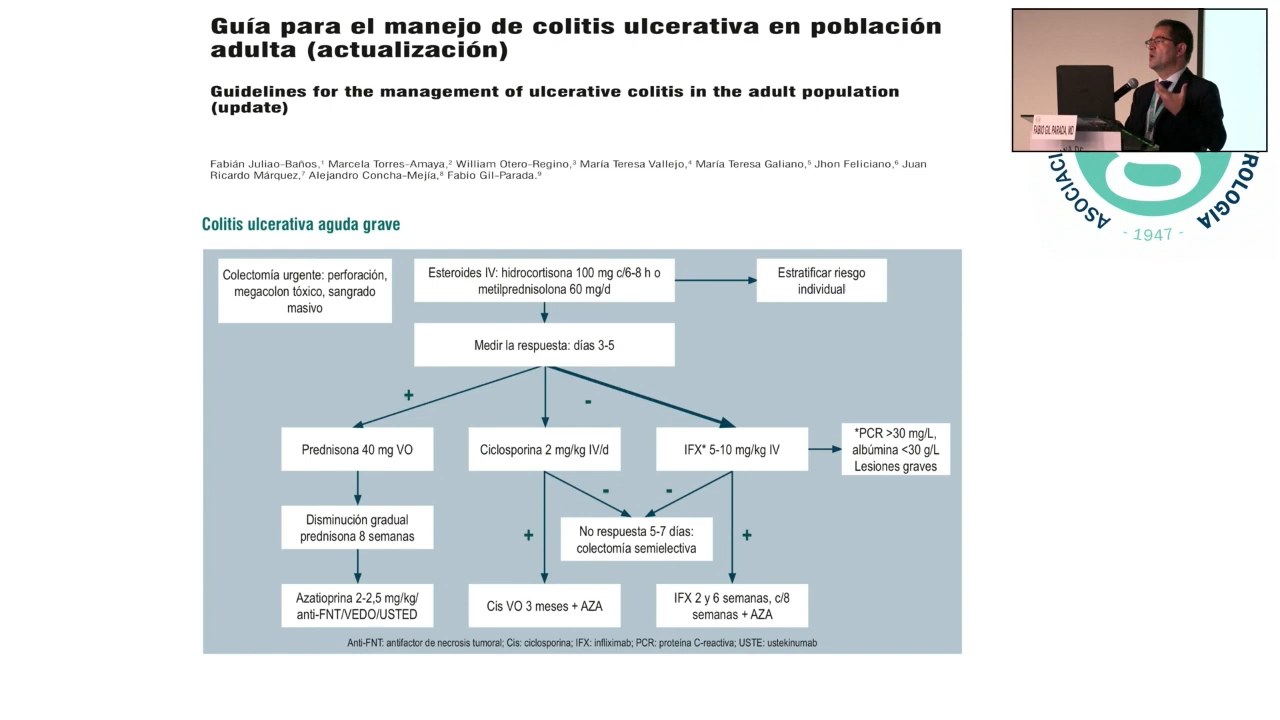 Guía para el manejo de colitis ulcerativa en población
adulta (actualización)
Guidelines for the management of ulcerative colitis in the adult population
(update)
Fabián Juliao-Baños,¹ Marcela Torres-Amaya,² William Otero-Regino,³ María Teresa Vallejo,⁴ María Teresa Galiano,⁵ Jhon Feliciano,⁶ Juan
Ricardo Márquez,⁷ Alejandro Concha-Mejía,⁸ Fabio Gil-Parada.⁹
FABIO GIL PARADA, MD
ASOCIACI
ROLOGIA
- 1947 -
Colitis ulcerativa aguda grave
Colectomía urgente: perforación,
megacolon tóxico, sangrado
masivo
Esteroides IV: hidrocortisona 100 mg c/6-8 h o
metilprednisolona 60 mg/d
Estratificar riesgo
individual
Medir la respuesta: días 3-5
+
-
Prednisona 40 mg VO
Ciclosporina 2 mg/kg IV/d
IFX* 5-10 mg/kg IV
*PCR >30 mg/L,
albúmina <30 g/L
Lesiones graves
-
-
Disminución gradual
prednisona 8 semanas
+
No respuesta 5-7 días:
colectomía semielectiva
+
Azatioprina 2-2,5 mg/kg/
anti-FNT/VEDO/USTED
Cis VO 3 meses + AZA
IFX 2 y 6 semanas, c/8
semanas + AZA
Anti-FNT: antifactor de necrosis tumoral; Cis: ciclosporina; IFX: infliximab; PCR: proteina C-reactiva; USTE: ustekinumab